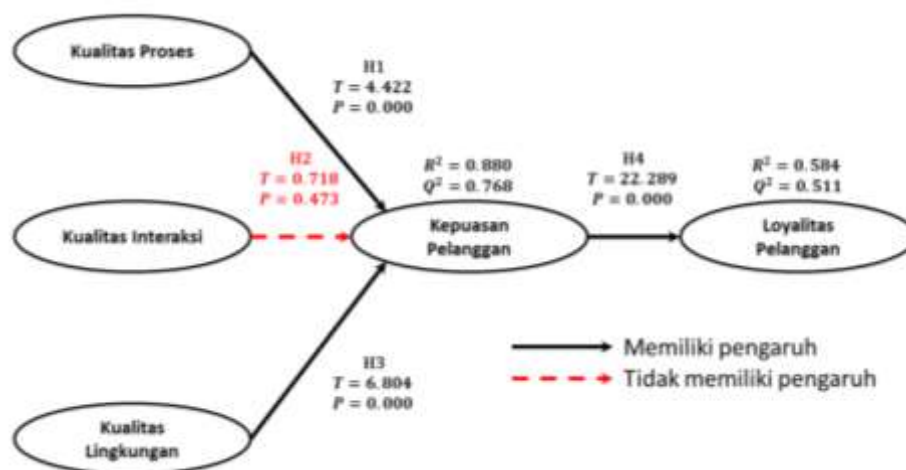 Kualitas Proses
H1
T = 4.422
P = 0.000
H2
T = 0.718
P = 0.473
Kualitas Interaksi
R² = 0.880
Q² = 0.768
Kepuasan
Pelanggan
H4
T = 22.289
P = 0.000
R² = 0.584
Q² = 0.511
Loyalitas
Pelanggan
H3
T = 6.804
P = 0.000
Kualitas
Lingkungan
Memiliki pengaruh
Tidak memiliki pengaruh